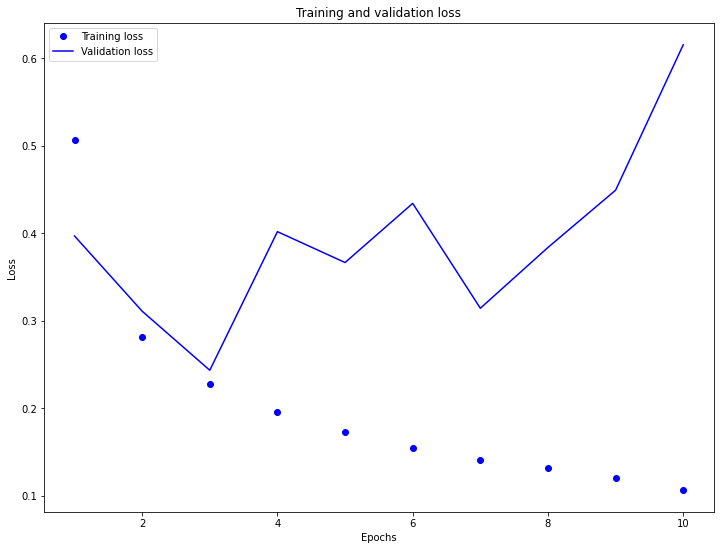 Training and validation loss
Training loss
Validation loss
0.6
0.5
0.4
0.3
0.2
0.1
Loss
2 4 6 8 10
Epochs